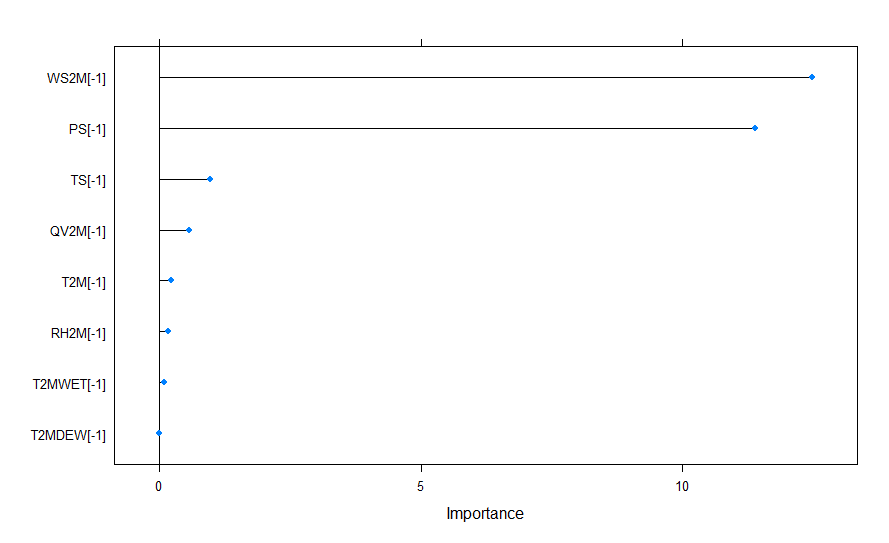 WS2M[-1]
PS[-1]
TS[-1]
QV2M[-1]
T2M[-1]
RH2M[-1]
T2MWET[-1]
T2MDEW[-1]
0 5 10
Importance